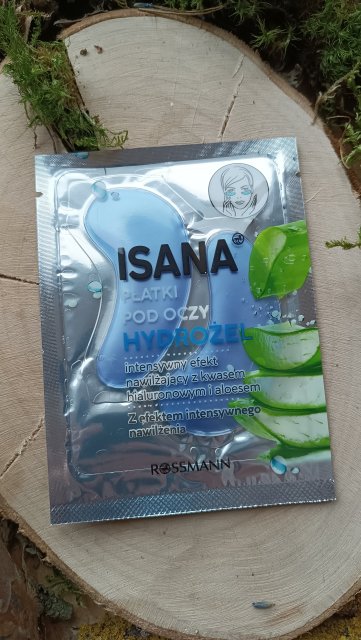 ISANA
PŁATKI
POD OCZY
HYDROŻEL
intensywny efekt
nawilżający z kwasem
hialuronowym i aloesem
Z efektem intensywnego
nawilżenia
ROSSMANN